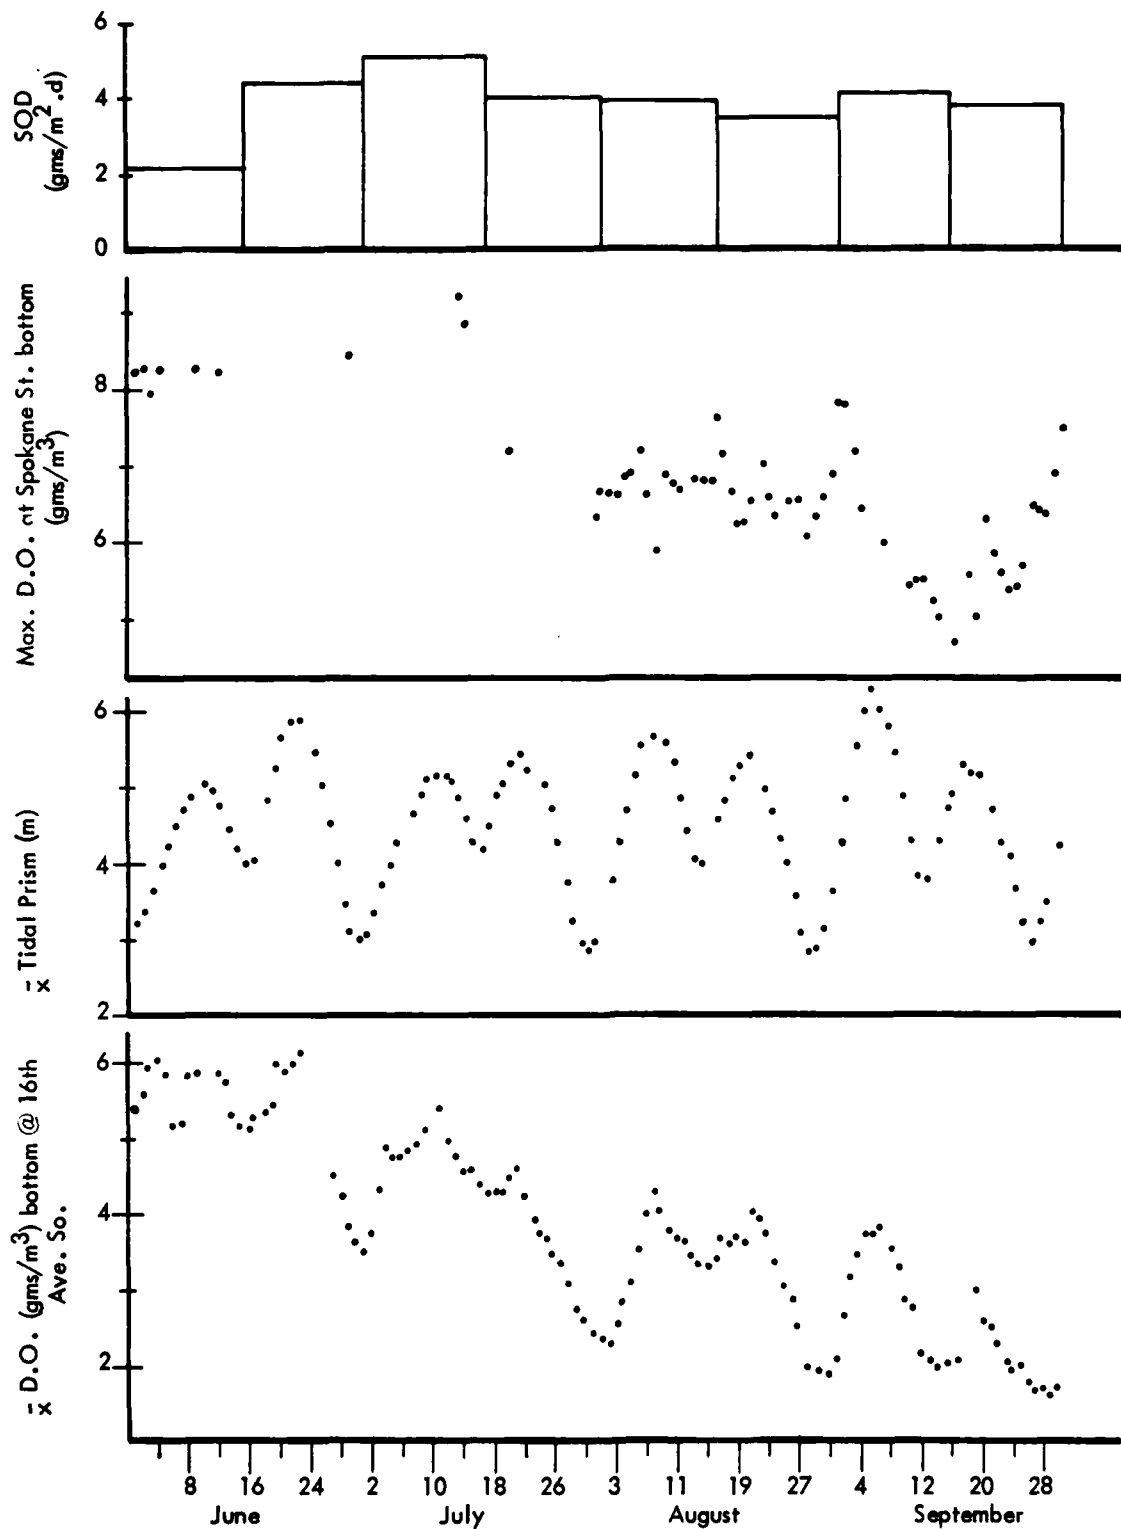 SOD
(gms/m².d)
6
4
2
0
Max. D.O. at Spokane St. bottom
(gms/m³)
8
6
x̄ Tidal Prism (m)
6
4
2
x̄ D.O. (gms/m³) bottom @ 16th
Ave. So.
6
4
2
8 16 24 2 10 18 26 3 11 19 27 4 12 20 28
June July August September